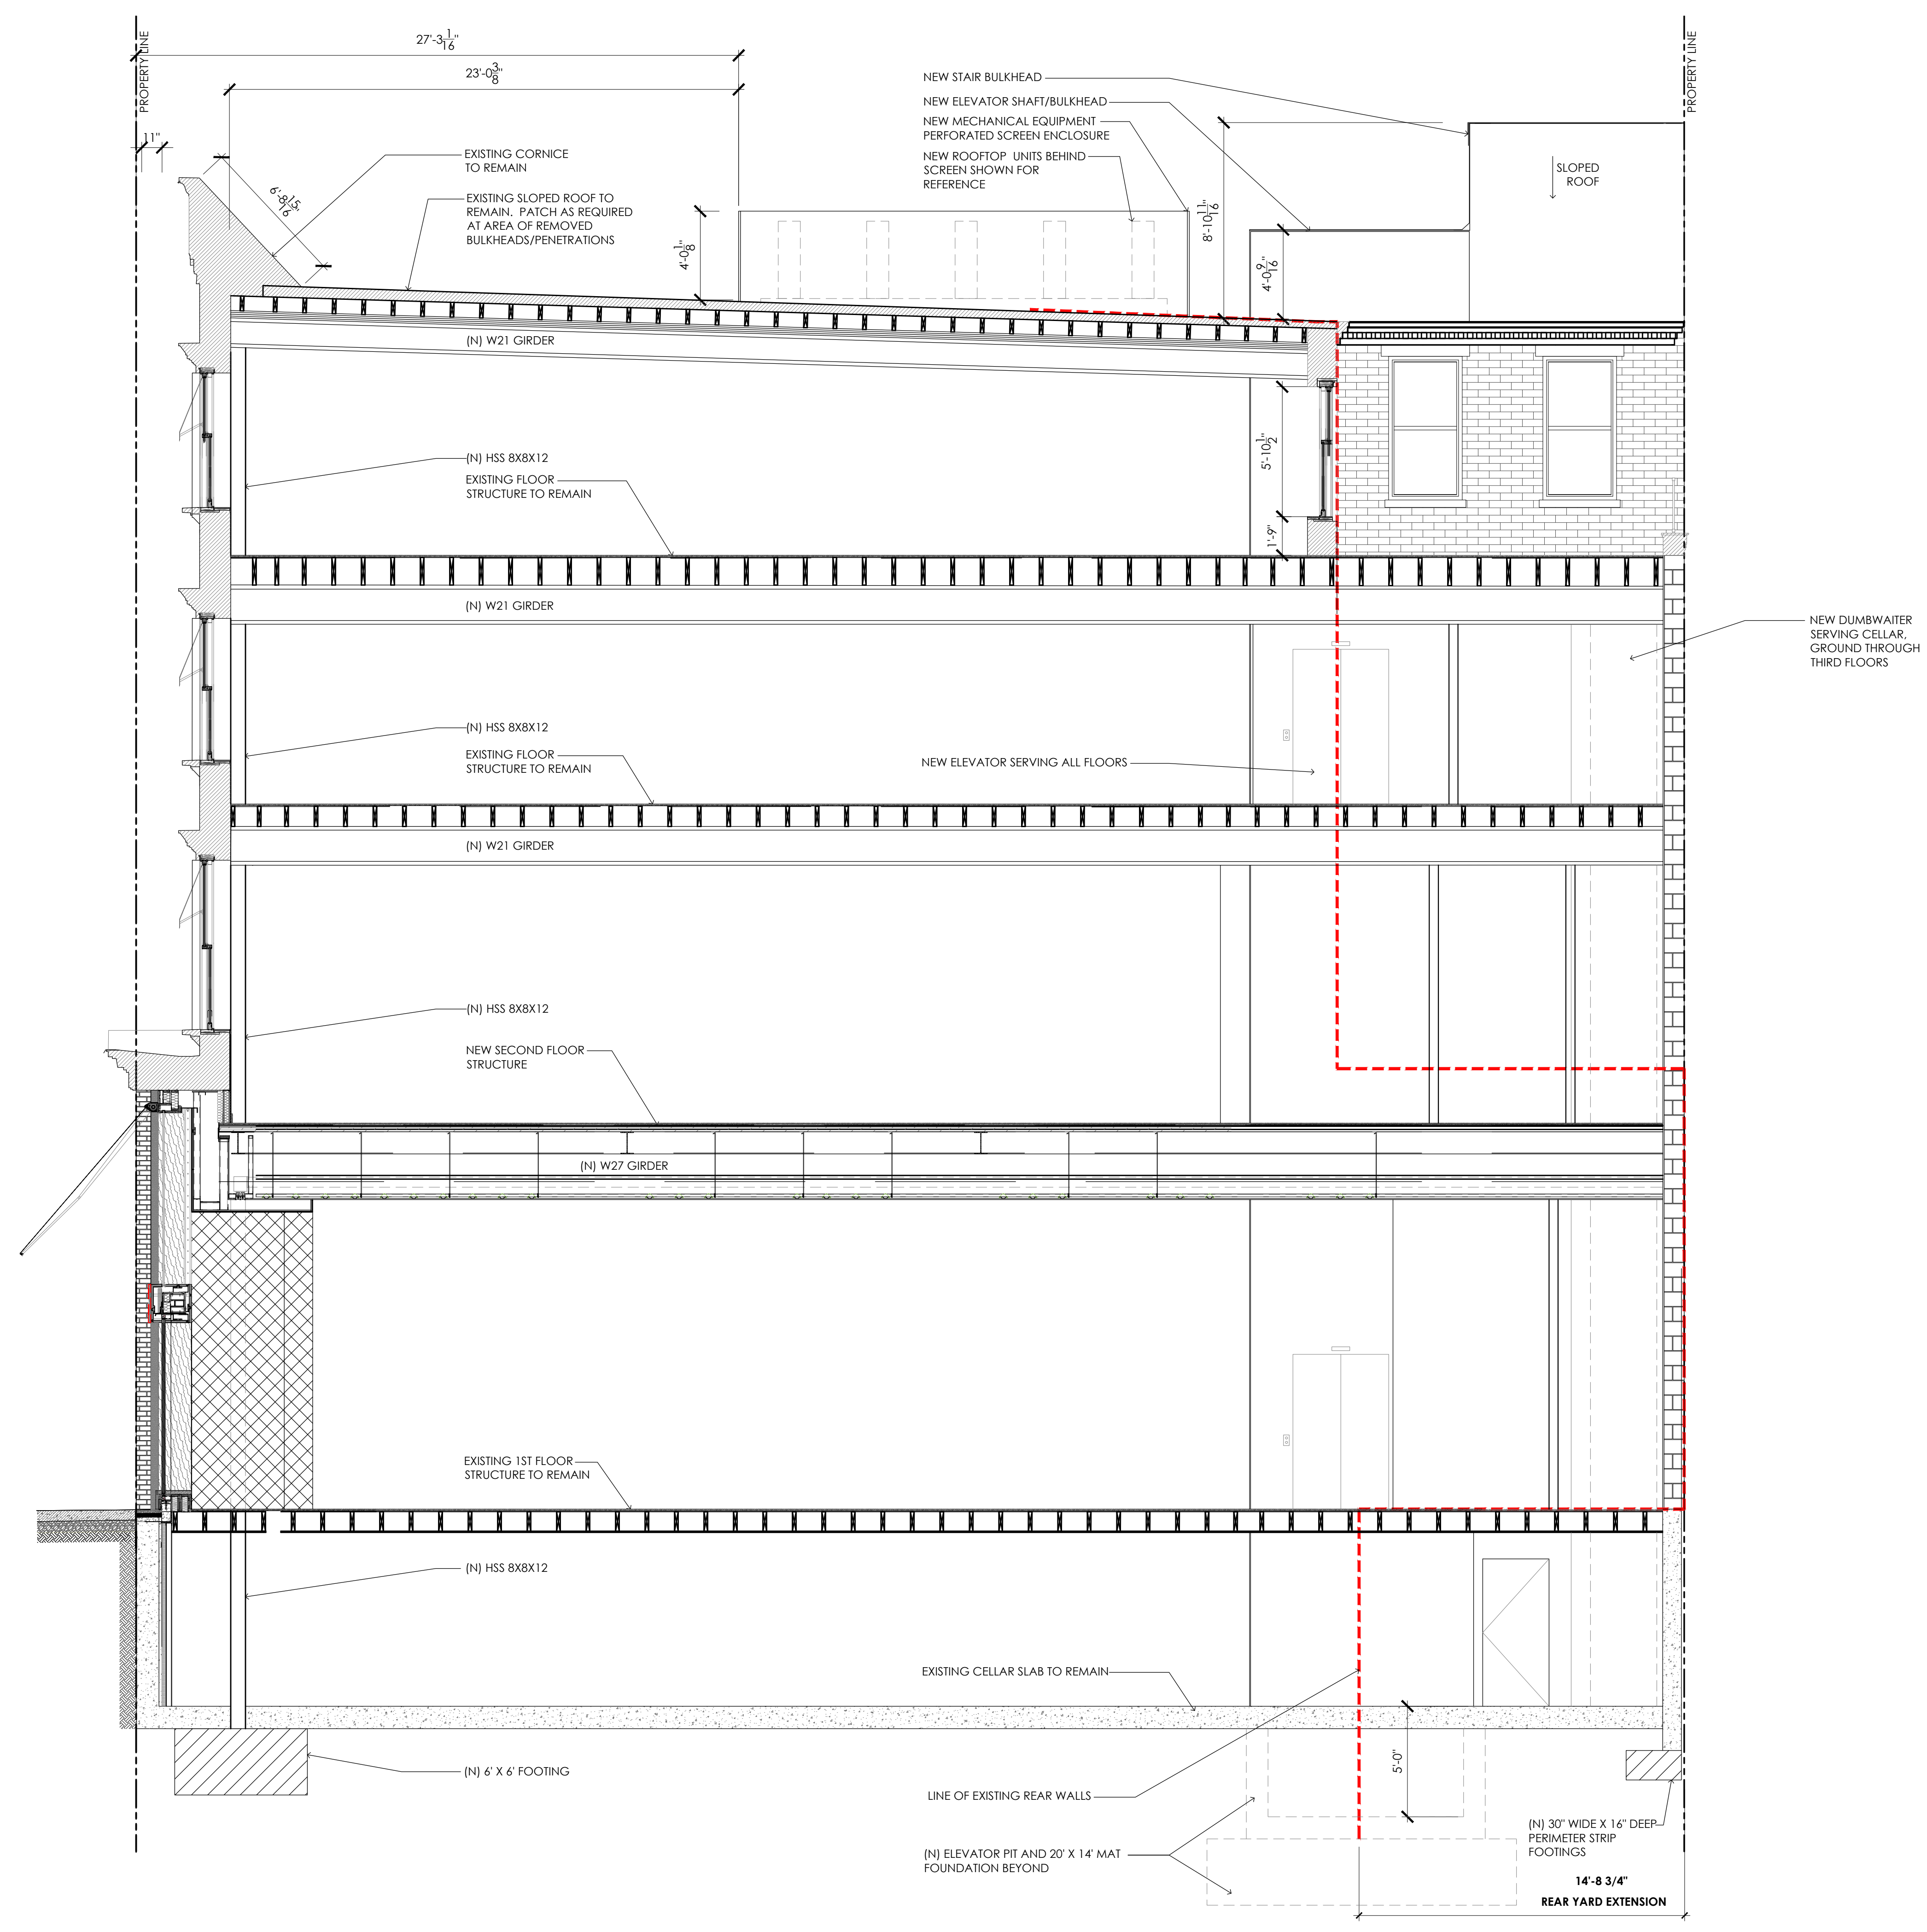 27'-3 1/16"
23'-0 3/8"
PROPERTY LINE
PROPERTY LINE
11"
6'-8 15/16"
EXISTING CORNICE
TO REMAIN
EXISTING SLOPED ROOF TO
REMAIN. PATCH AS REQUIRED
AT AREA OF REMOVED
BULKHEADS/PENETRATIONS
NEW STAIR BULKHEAD
NEW ELEVATOR SHAFT/BULKHEAD
NEW MECHANICAL EQUIPMENT
PERFORATED SCREEN ENCLOSURE
NEW ROOFTOP UNITS BEHIND
SCREEN SHOWN FOR
REFERENCE
SLOPED
ROOF
4'-0 1/8"
8'-10 11/16"
4'-0 9/16"
(N) W21 GIRDER
5'-10 1/2"
(N) HSS 8X8X12
EXISTING FLOOR
STRUCTURE TO REMAIN
1'-9"
(N) W21 GIRDER
NEW DUMBWAITER
SERVING CELLAR,
GROUND THROUGH
THIRD FLOORS
(N) HSS 8X8X12
EXISTING FLOOR
STRUCTURE TO REMAIN
NEW ELEVATOR SERVING ALL FLOORS
(N) W21 GIRDER
(N) HSS 8X8X12
NEW SECOND FLOOR
STRUCTURE
(N) W27 GIRDER
EXISTING 1ST FLOOR
STRUCTURE TO REMAIN
(N) HSS 8X8X12
EXISTING CELLAR SLAB TO REMAIN
5'-0"
(N) 6' X 6' FOOTING
LINE OF EXISTING REAR WALLS
(N) ELEVATOR PIT AND 20' X 14' MAT
FOUNDATION BEYOND
(N) 30" WIDE X 16" DEEP
PERIMETER STRIP
FOOTINGS
14'-8 3/4"
REAR YARD EXTENSION